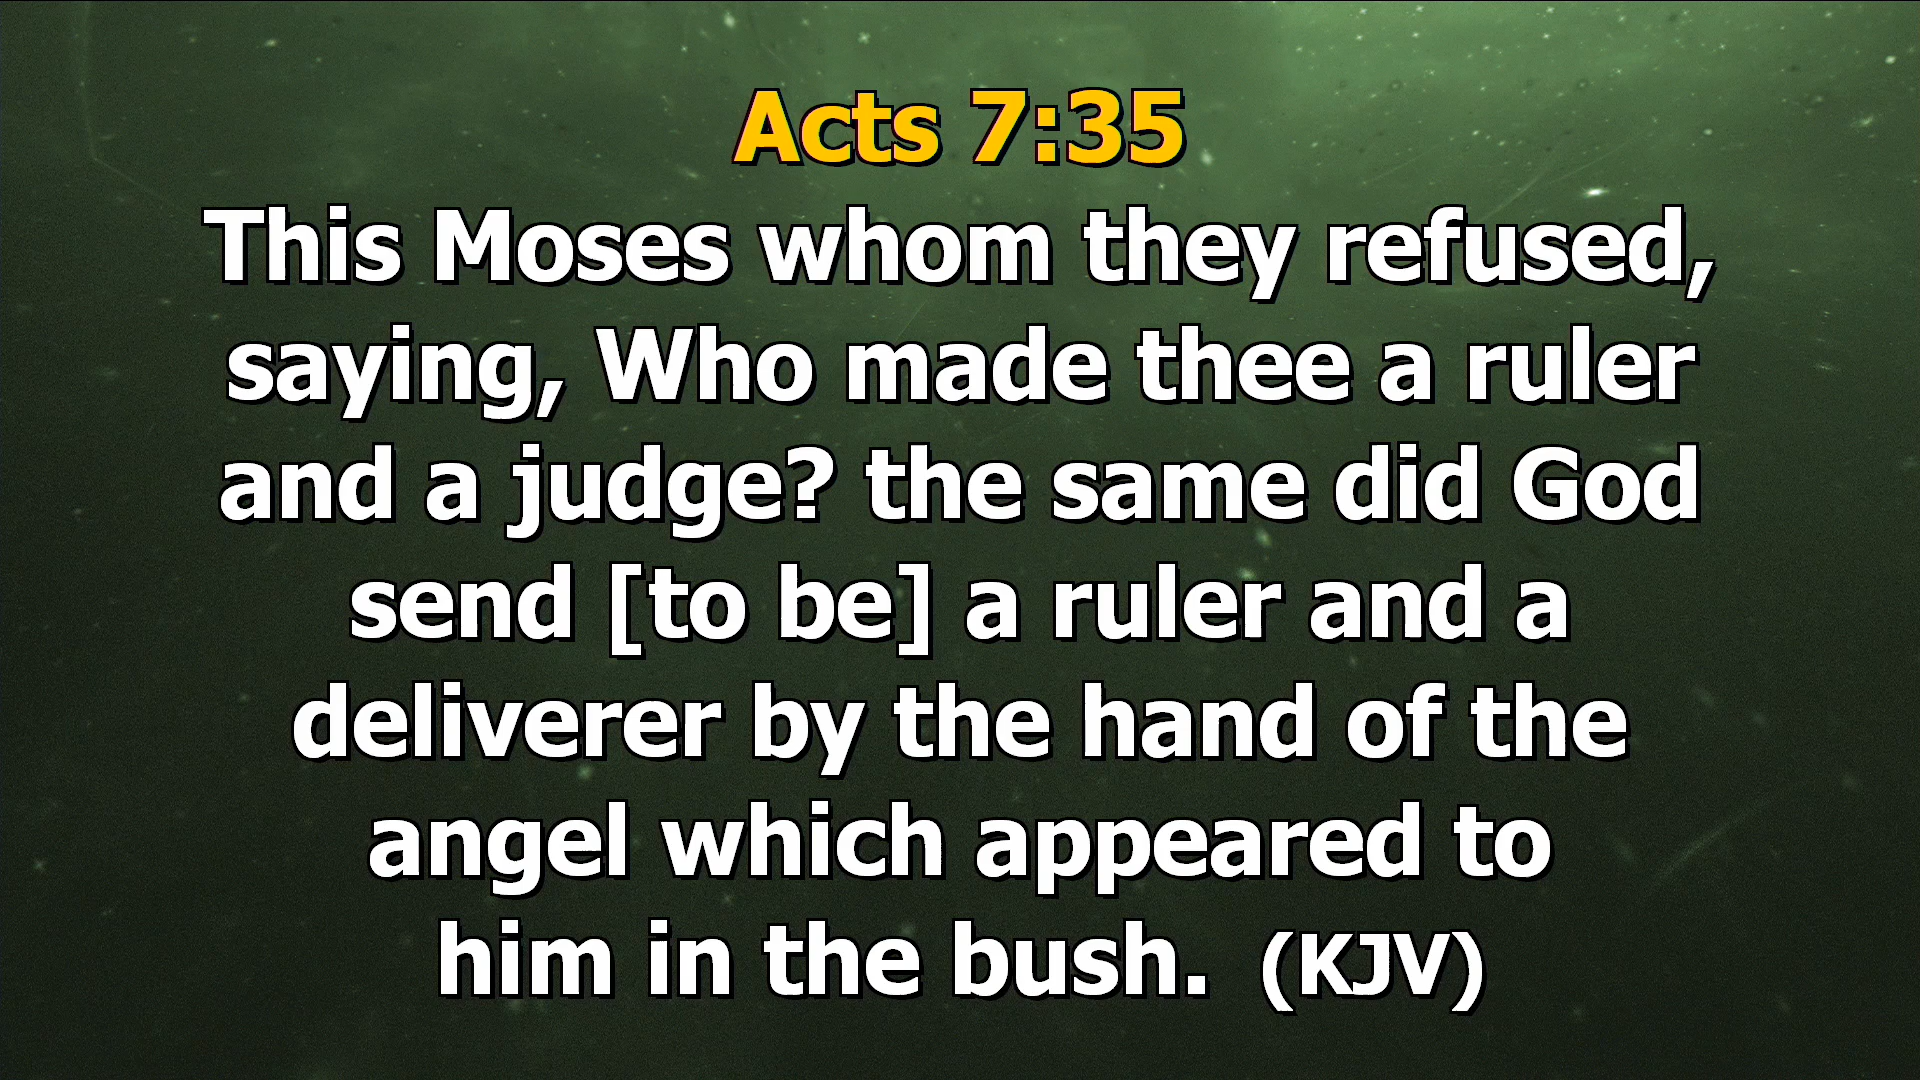 Acts 7:35
This Moses whom they refused,
saying, Who made thee a ruler
and a judge? the same did God
send [to be] a ruler and a
deliverer by the hand of the
angel which appeared to
him in the bush. (KJV)